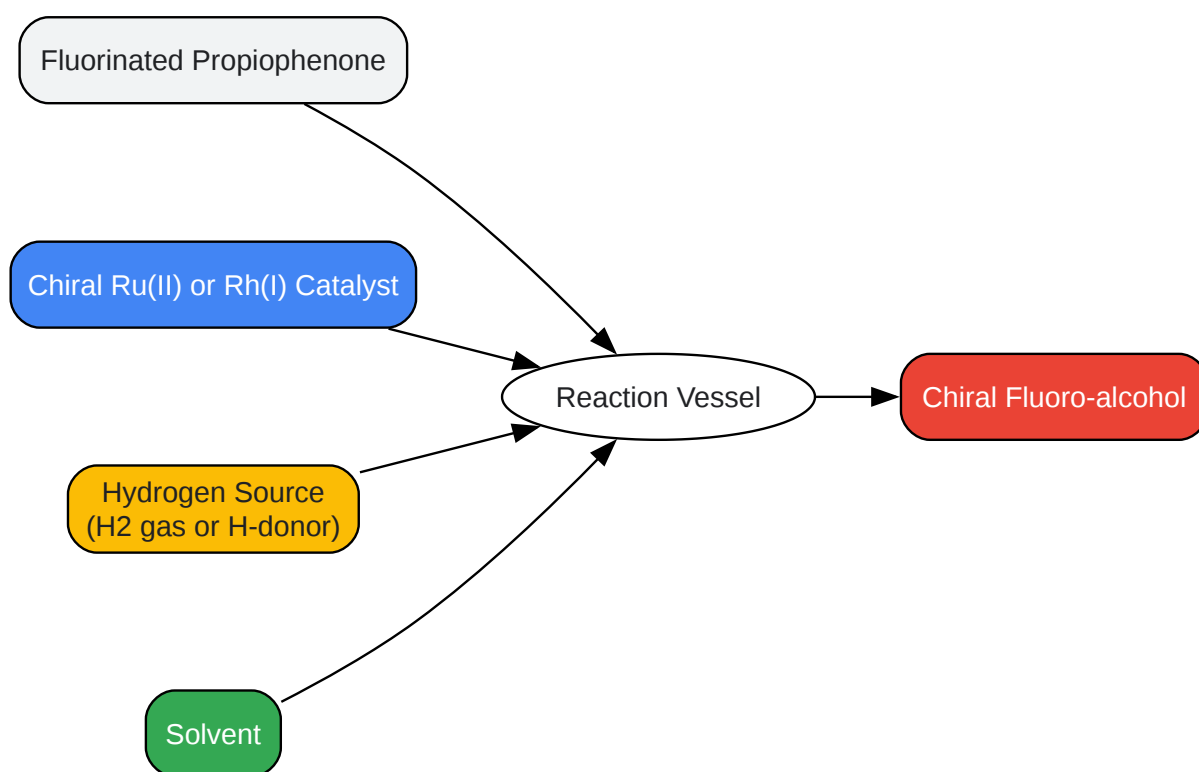 Fluorinated Propiophenone
Chiral Ru(II) or Rh(I) Catalyst
Reaction Vessel
Chiral Fluoro-alcohol
Hydrogen Source
(H2 gas or H-donor)
Solvent